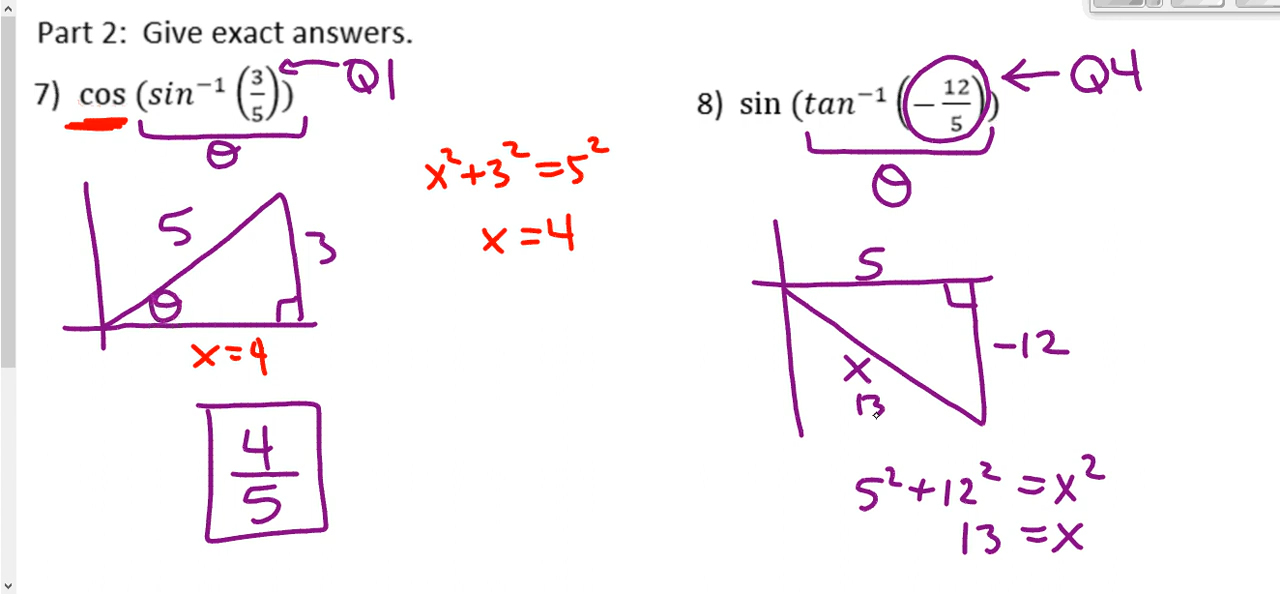 Part 2: Give exact answers.
7) cos (sin⁻¹ (3/5)) ← Q1
θ
x² + 3² = 5²
x = 4
5
3
θ
x = 4
4/5
8) sin (tan⁻¹ (− 12/5)) ← Q4
θ
5
-12
x
13
5² + 12² = x²
13 = x